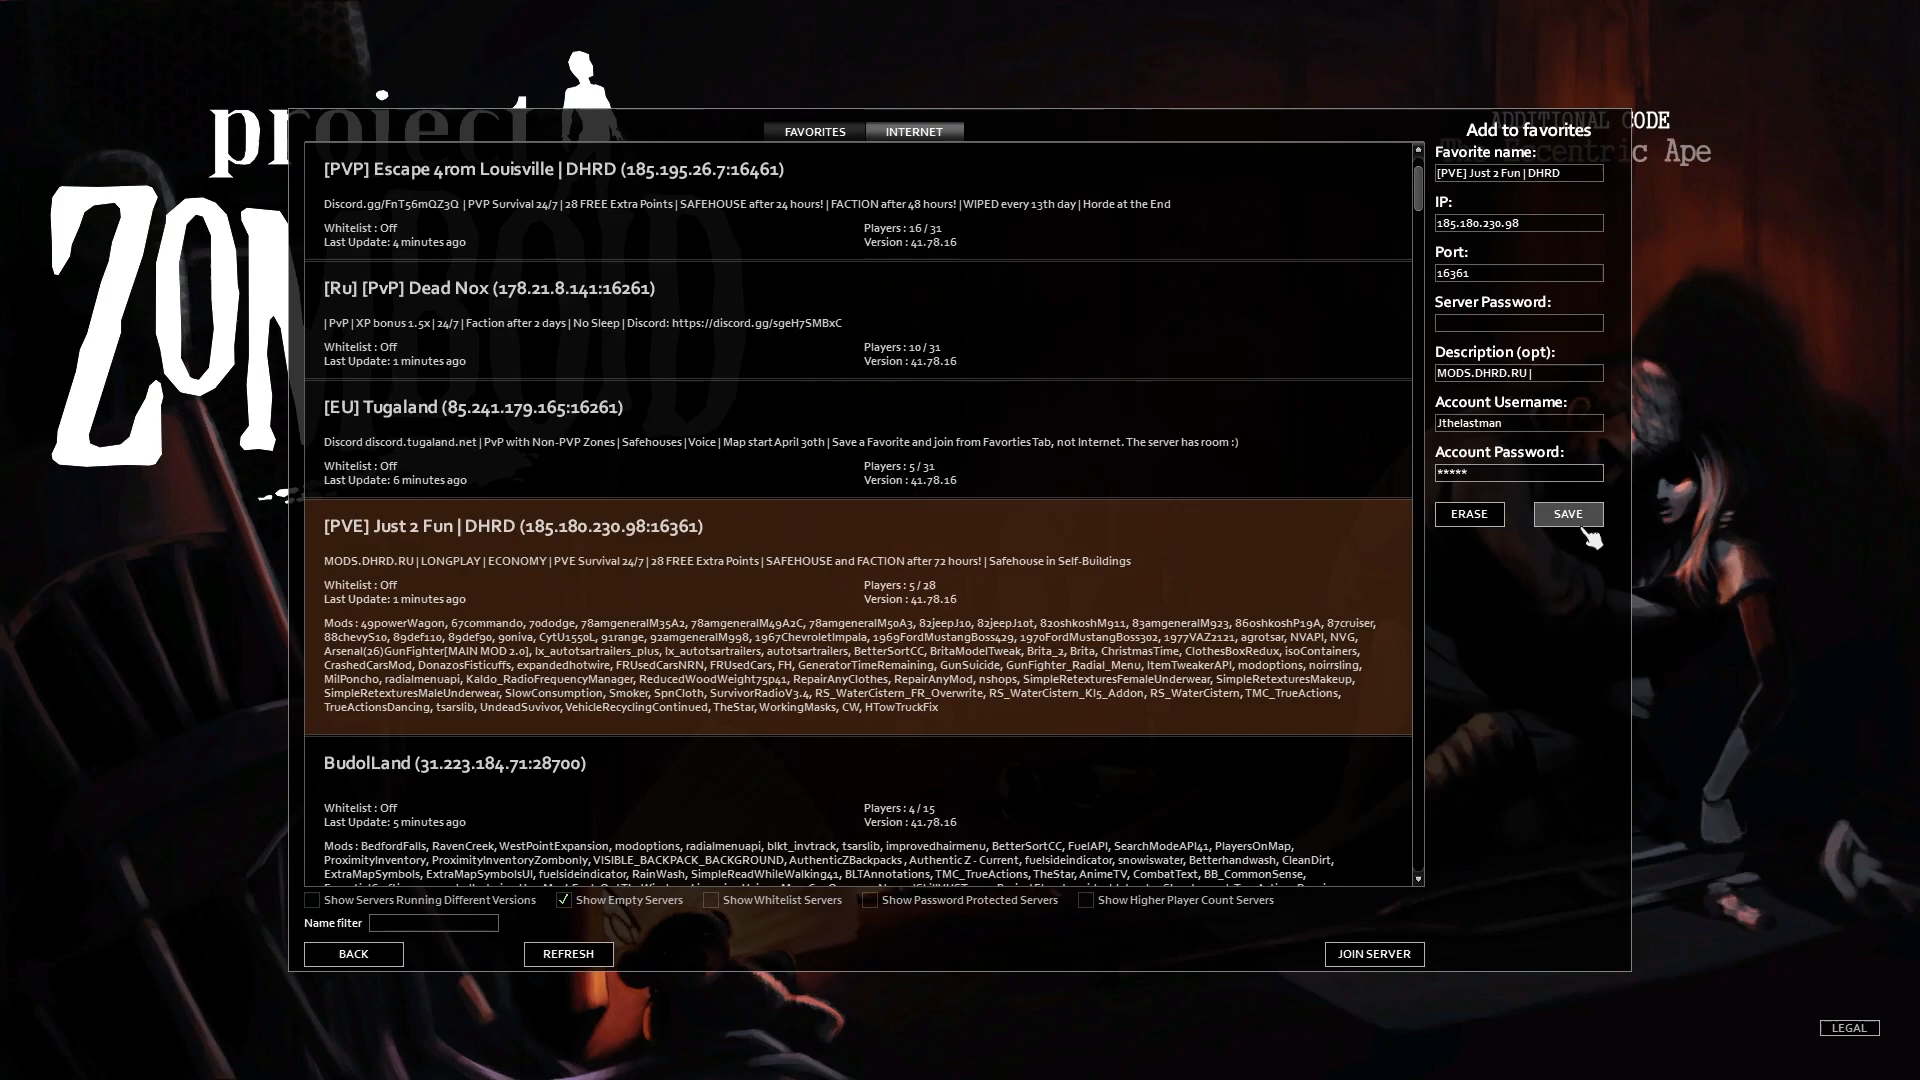 project
ZOMBOID
ADDITIONAL CODE
The Eccentric Ape
FAVORITES
INTERNET
[PVP] Escape 4rom Louisville | DHRD (185.195.26.7:16461)
Discord.gg/FnT56mQZ3Q | PVP Survival 24/7 | 28 FREE Extra Points | SAFEHOUSE after 24 hours! | FACTION after 48 hours! | WIPED every 13th day | Horde at the End
Whitelist : Off
Players : 16 / 31
Last Update: 4 minutes ago
Version : 41.78.16
[Ru] [PvP] Dead Nox (178.21.8.141:16261)
| PvP | XP bonus 1.5x | 24/7 | Faction after 2 days | No Sleep | Discord: https://discord.gg/sgeH7SMBxC
Whitelist : Off
Players : 10 / 31
Last Update: 1 minutes ago
Version : 41.78.16
[EU] Tugaland (85.241.179.165:16261)
Discord discord.tugaland.net | PvP with Non-PVP Zones | Safehouses | Voice | Map start April 30th | Save a Favorite and join from Favorties Tab, not Internet. The server has room :)
Whitelist : Off
Players : 5 / 31
Last Update: 6 minutes ago
Version : 41.78.16
[PVE] Just 2 Fun | DHRD (185.180.230.98:16361)
MODS.DHRD.RU | LONGPLAY | ECONOMY | PVE Survival 24/7 | 28 FREE Extra Points | SAFEHOUSE and FACTION after 72 hours! | Safehouse in Self-Buildings
Whitelist : Off
Players : 5 / 28
Last Update: 1 minutes ago
Version : 41.78.16
Mods : 49powerWagon, 67commando, 70dodge, 78amgeneralM35A2, 78amgeneralM49A2C, 78amgeneralM50A3, 82jeepJ10, 82jeepJ10t, 82oshkoshM911, 83amgeneralM923, 86oshkoshP19A, 87cruiser,
88chevyS10, 89def110, 89def90, 90niva, CytU1550L, 91range, 92amgeneralM998, 1967ChevroletImpala, 1969FordMustangBoss429, 1970FordMustangBoss302, 1977VAZ2121, agrotsar, NVAPI, NVG,
Arsenal(26)GunFighter[MAIN MOD 2.0], lx_autotsartrailers_plus, lx_autotsartrailers, autotsartrailers, BetterSortCC, BritaModelTweak, Brita_2, Brita, ChristmasTime, ClothesBoxRedux, isoContainers,
CrashedCarsMod, DonazosFisticuffs, expandedhotwire, FRUsedCarsNRN, FRUsedCars, FH, GeneratorTimeRemaining, GunSuicide, GunFighter_Radial_Menu, ItemTweakerAPI, modoptions, noirrsling,
MilPoncho, radialmenuapi, Kaldo_RadioFrequencyManager, ReducedWoodWeight75p41, RepairAnyClothes, RepairAnyMod, nshops, SimpleRetexturesFemaleUnderwear, SimpleRetexturesMakeup,
SimpleRetexturesMaleUnderwear, SlowConsumption, Smoker, SpnCloth, SurvivorRadioV3.4, RS_WaterCistern_FR_Overwrite, RS_WaterCistern_KI5_Addon, RS_WaterCistern, TMC_TrueActions,
TrueActionsDancing, tsarslib, UndeadSuvivor, VehicleRecyclingContinued, TheStar, WorkingMasks, CW, HTowTruckFix
BudolLand (31.223.184.71:28700)
Whitelist : Off
Players : 4 / 15
Last Update: 5 minutes ago
Version : 41.78.16
Mods : BedfordFalls, RavenCreek, WestPointExpansion, modoptions, radialmenuapi, blkt_invtrack, tsarslib, improvedhairmenu, BetterSortCC, FuelAPI, SearchModeAPI41, PlayersOnMap,
ProximityInventory, ProximityInventoryZombonly, VISIBLE_BACKPACK_BACKGROUND, AuthenticZBackpacks , Authentic Z - Current, fuelsideindicator, snowiswater, Betterhandwash, CleanDirt,
ExtraMapSymbols, ExtraMapSymbolsUI, fuelsideindicator, RainWash, SimpleReadWhileWalking41, BLTAnnotations, TMC_TrueActions, TheStar, AnimeTV, CombatText, BB_CommonSense,
Show Servers Running Different Versions
Show Empty Servers
Show Whitelist Servers
Show Password Protected Servers
Show Higher Player Count Servers
Name filter
BACK
REFRESH
JOIN SERVER
Add to favorites
Favorite name:
[PVE] Just 2 Fun | DHRD
IP:
185.180.230.98
Port:
16361
Server Password:
Description (opt):
MODS.DHRD.RU |
Account Username:
Jthelastman
Account Password:
*****
ERASE
SAVE
LEGAL